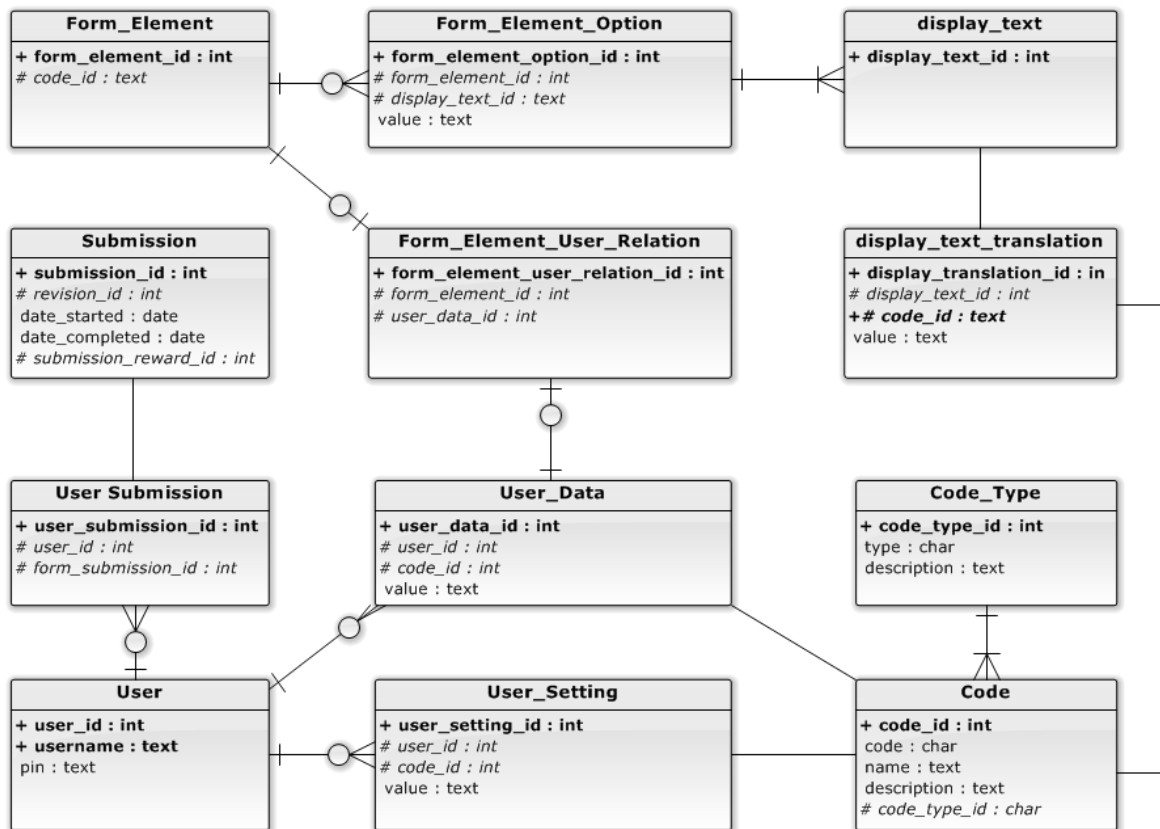 Form_Element
+ form_element_id : int
# code_id : text
Form_Element_Option
+ form_element_option_id : int
# form_element_id : int
# display_text_id : text
value : text
display_text
+ display_text_id : int
Submission
+ submission_id : int
# revision_id : int
date_started : date
date_completed : date
# submission_reward_id : int
Form_Element_User_Relation
+ form_element_user_relation_id : int
# form_element_id : int
# user_data_id : int
display_text_translation
+ display_translation_id : in
# display_text_id : int
+# code_id : text
value : text
User Submission
+ user_submission_id : int
# user_id : int
# form_submission_id : int
User_Data
+ user_data_id : int
# user_id : int
# code_id : int
value : text
Code_Type
+ code_type_id : int
type : char
description : text
User
+ user_id : int
+ username : text
pin : text
User_Setting
+ user_setting_id : int
# user_id : int
# code_id : int
value : text
Code
+ code_id : int
code : char
name : text
description : text
# code_type_id : char